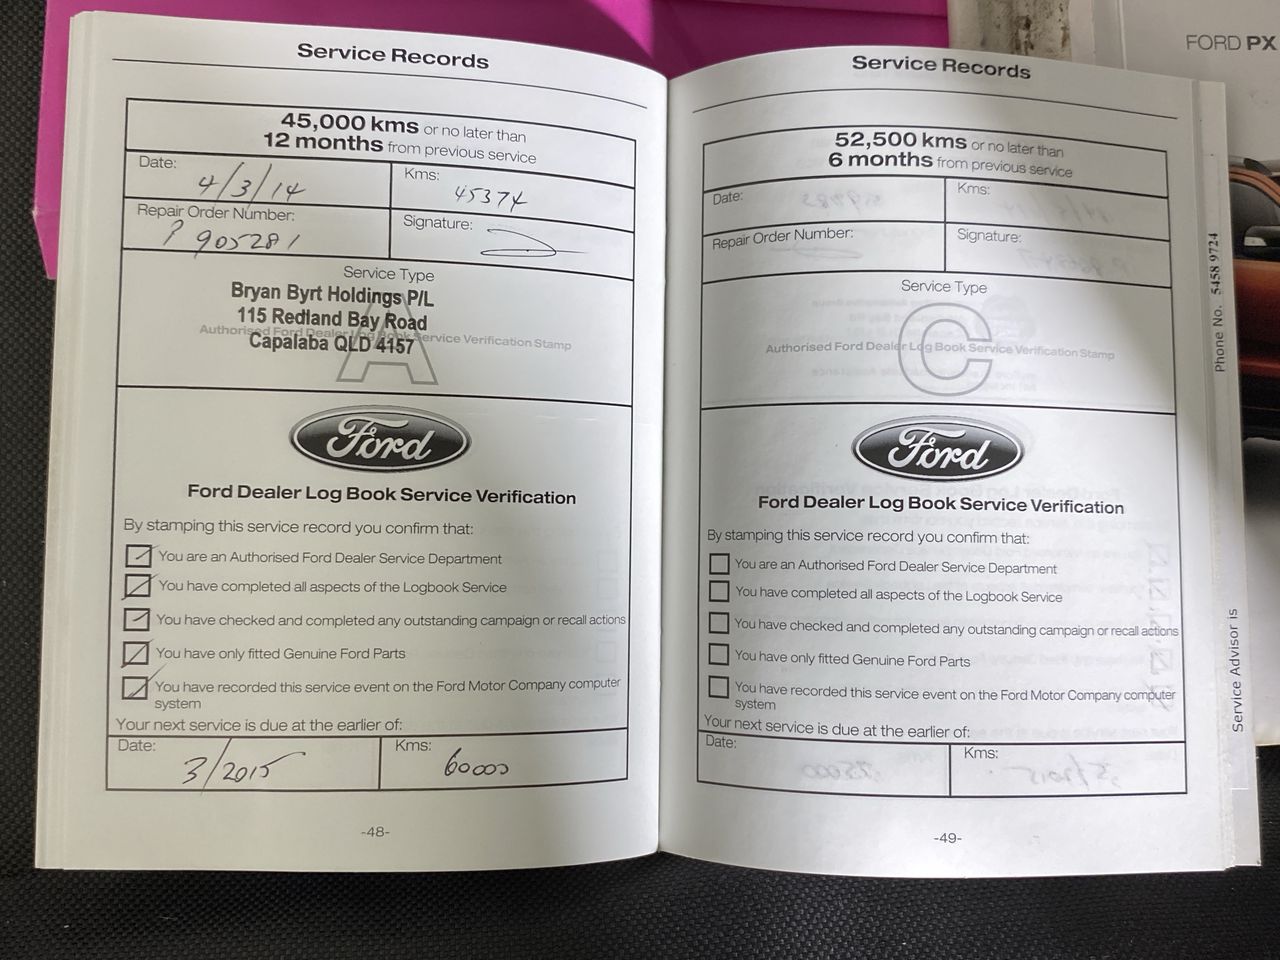 Service Records
45,000 kms or no later than
12 months from previous service
Date:
4/3/14
Kms:
45374
Repair Order Number:
P 905281
Signature:
Service Type
A
Bryan Byrt Holdings P/L
115 Redland Bay Road
Authorised Ford Dealer Log Book Service Verification Stamp
Capalaba QLD 4157
Ford
Ford Dealer Log Book Service Verification
By stamping this service record you confirm that:
You are an Authorised Ford Dealer Service Department
You have completed all aspects of the Logbook Service
You have checked and completed any outstanding campaign or recall actions
You have only fitted Genuine Ford Parts
You have recorded this service event on the Ford Motor Company computer
system
Your next service is due at the earlier of:
Date:
3/2015
Kms:
60000
-48-
Service Records
52,500 kms or no later than
6 months from previous service
Date:
Kms:
Repair Order Number:
Signature:
Service Type
C
Authorised Ford Dealer Log Book Service Verification Stamp
Ford
Ford Dealer Log Book Service Verification
By stamping this service record you confirm that:
You are an Authorised Ford Dealer Service Department
You have completed all aspects of the Logbook Service
You have checked and completed any outstanding campaign or recall actions
You have only fitted Genuine Ford Parts
You have recorded this service event on the Ford Motor Company computer
system
Your next service is due at the earlier of:
Date:
Kms:
-49-
FORD PX
Phone No. 5458 9724
Service Advisor is